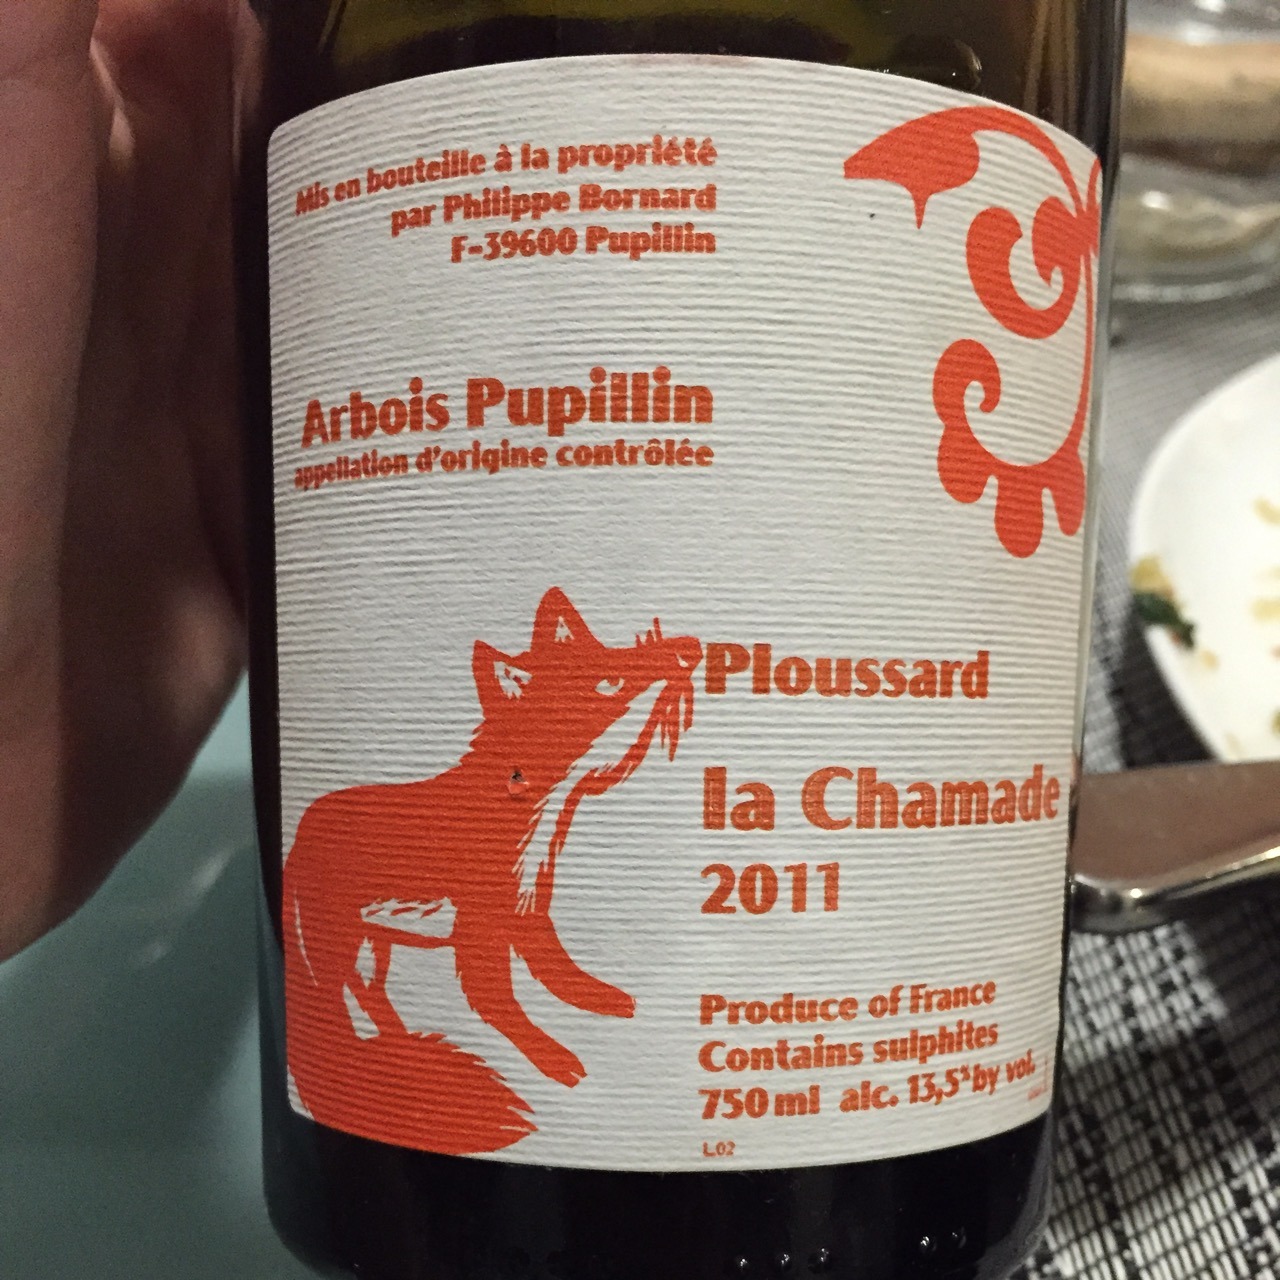 Mis en bouteille à la propriété
par Philippe Bornard
F-39600 Pupillin
Arbois Pupillin
appellation d'origine contrôlée
Ploussard
la Chamade
2011
Produce of France
Contains sulphites
750 ml alc. 13,5% by vol.
L02